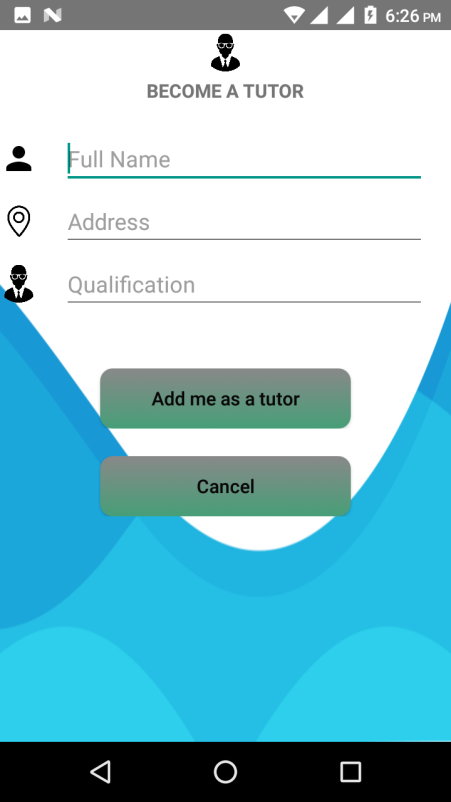 6:26 PM
BECOME A TUTOR
Full Name
Address
Qualification
Add me as a tutor
Cancel